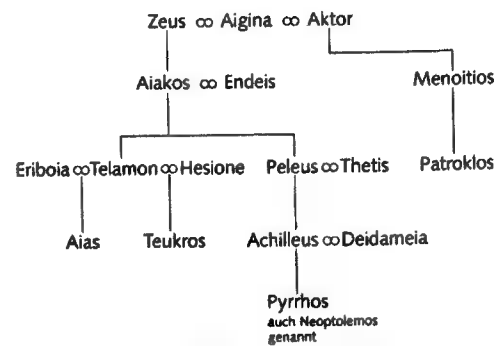 Zeus ∞ Aigina ∞ Aktor
Aiakos ∞ Endeis
Menoitios
Eriboia ∞ Telamon ∞ Hesione
Peleus ∞ Thetis
Patroklos
Aias
Teukros
Achilleus ∞ Deidameia
Pyrrhos
auch Neoptolemos
genannt